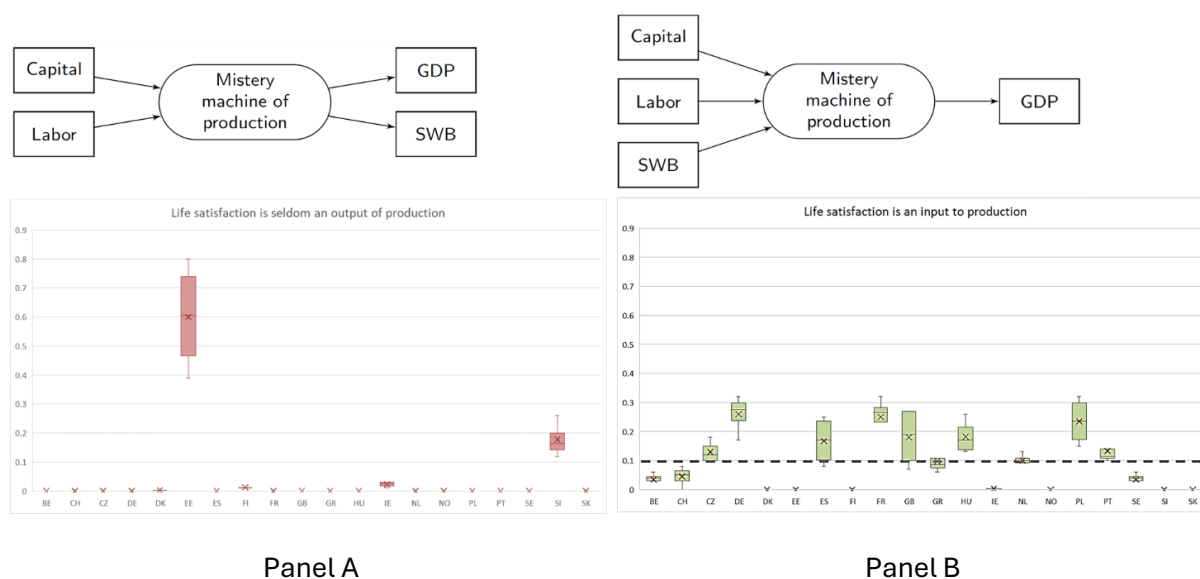 Capital
Labor
Mistery
machine of
production
GDP
SWB
Capital
Labor
SWB
Mistery
machine of
production
GDP
Life satisfaction is seldom an output of production
0.9
0.8
0.7
0.6
0.5
0.4
0.3
0.2
0.1
0
BE CH CZ DE DK EE ES FI FR GB GR HU IE NL NO PL PT SE SI SK
Life satisfaction is an input to production
0.9
0.8
0.7
0.6
0.5
0.4
0.3
0.2
0.1
0
BE CH CZ DE DK EE ES FI FR GB GR HU IE NL NO PL PT SE SI SK
Panel A
Panel B